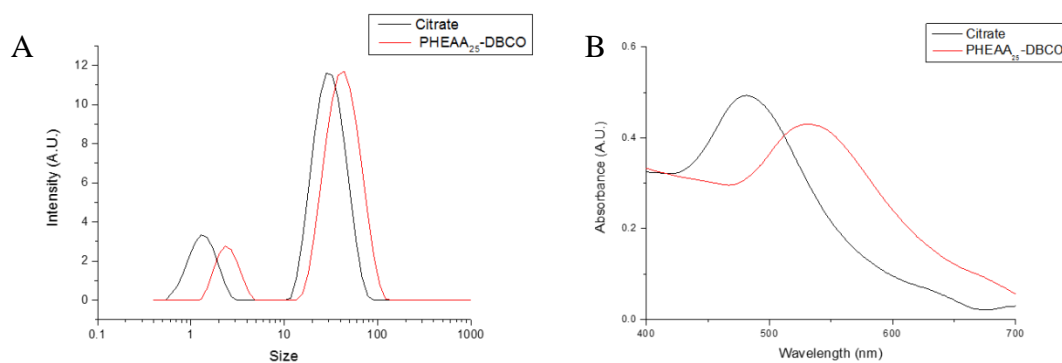 A
Citrate
PHEAA₂₅-DBCO
Intensity (A.U.)
12
10
8
6
4
2
0
0.1
1
10
100
1000
Size
B
Citrate
PHEAA₂₅-DBCO
Absorbance (A.U.)
0.6
0.4
0.2
0.0
400
500
600
700
Wavelength (nm)